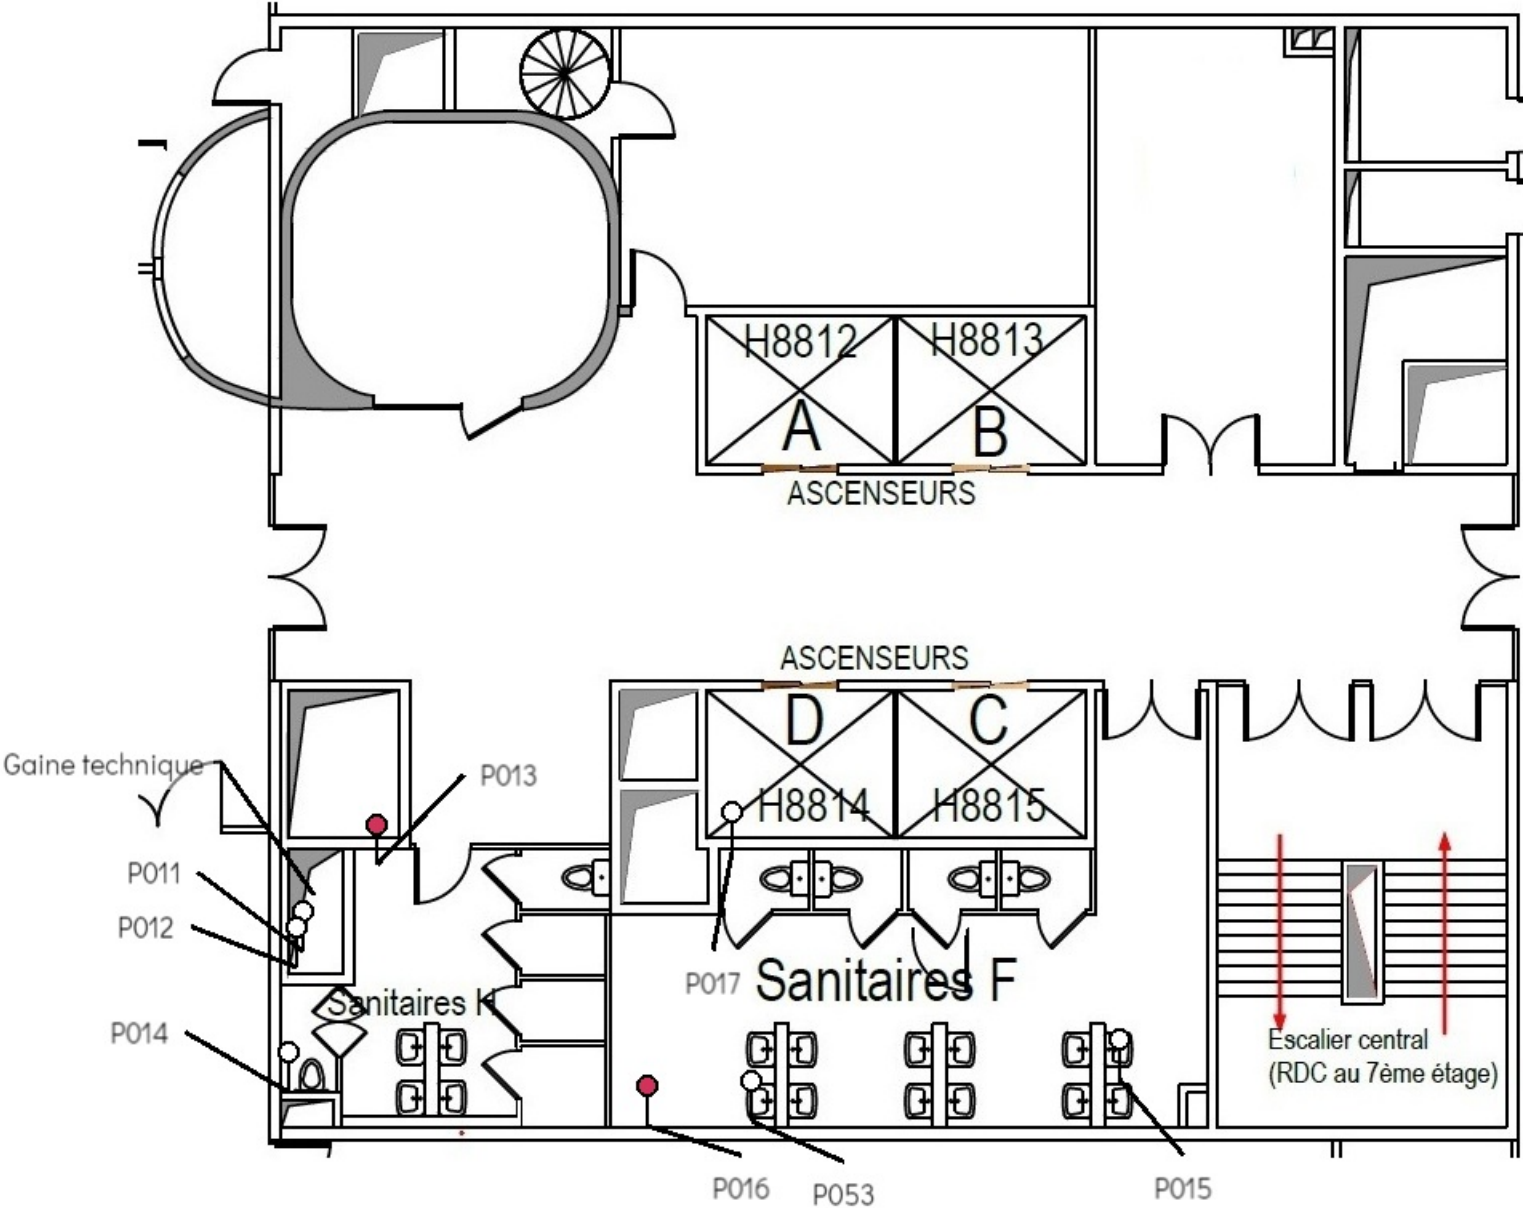 H8812
H8813
A
B
ASCENSEURS
ASCENSEURS
D
C
H8814
H8815
Gaine technique
P013
P011
P012
P017
Sanitaires F
Sanitaires H
P014
Escalier central
(RDC au 7ème étage)
P016
P053
P015